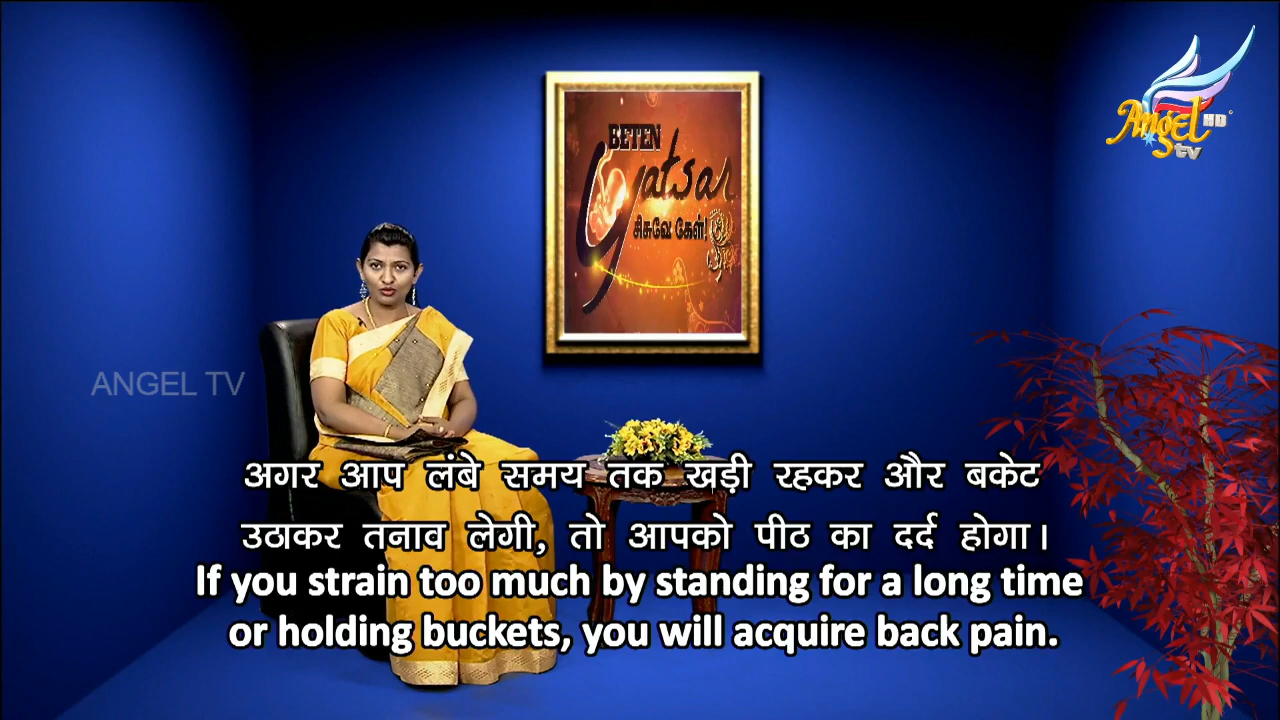 Angel HD
tv
BETEN
Yatsar
சிசுவே கேள்!
ANGEL TV
अगर आप लंबे समय तक खड़ी रहकर और बकेट
उठाकर तनाव लेगी, तो आपको पीठ का दर्द होगा।
If you strain too much by standing for a long time
or holding buckets, you will acquire back pain.